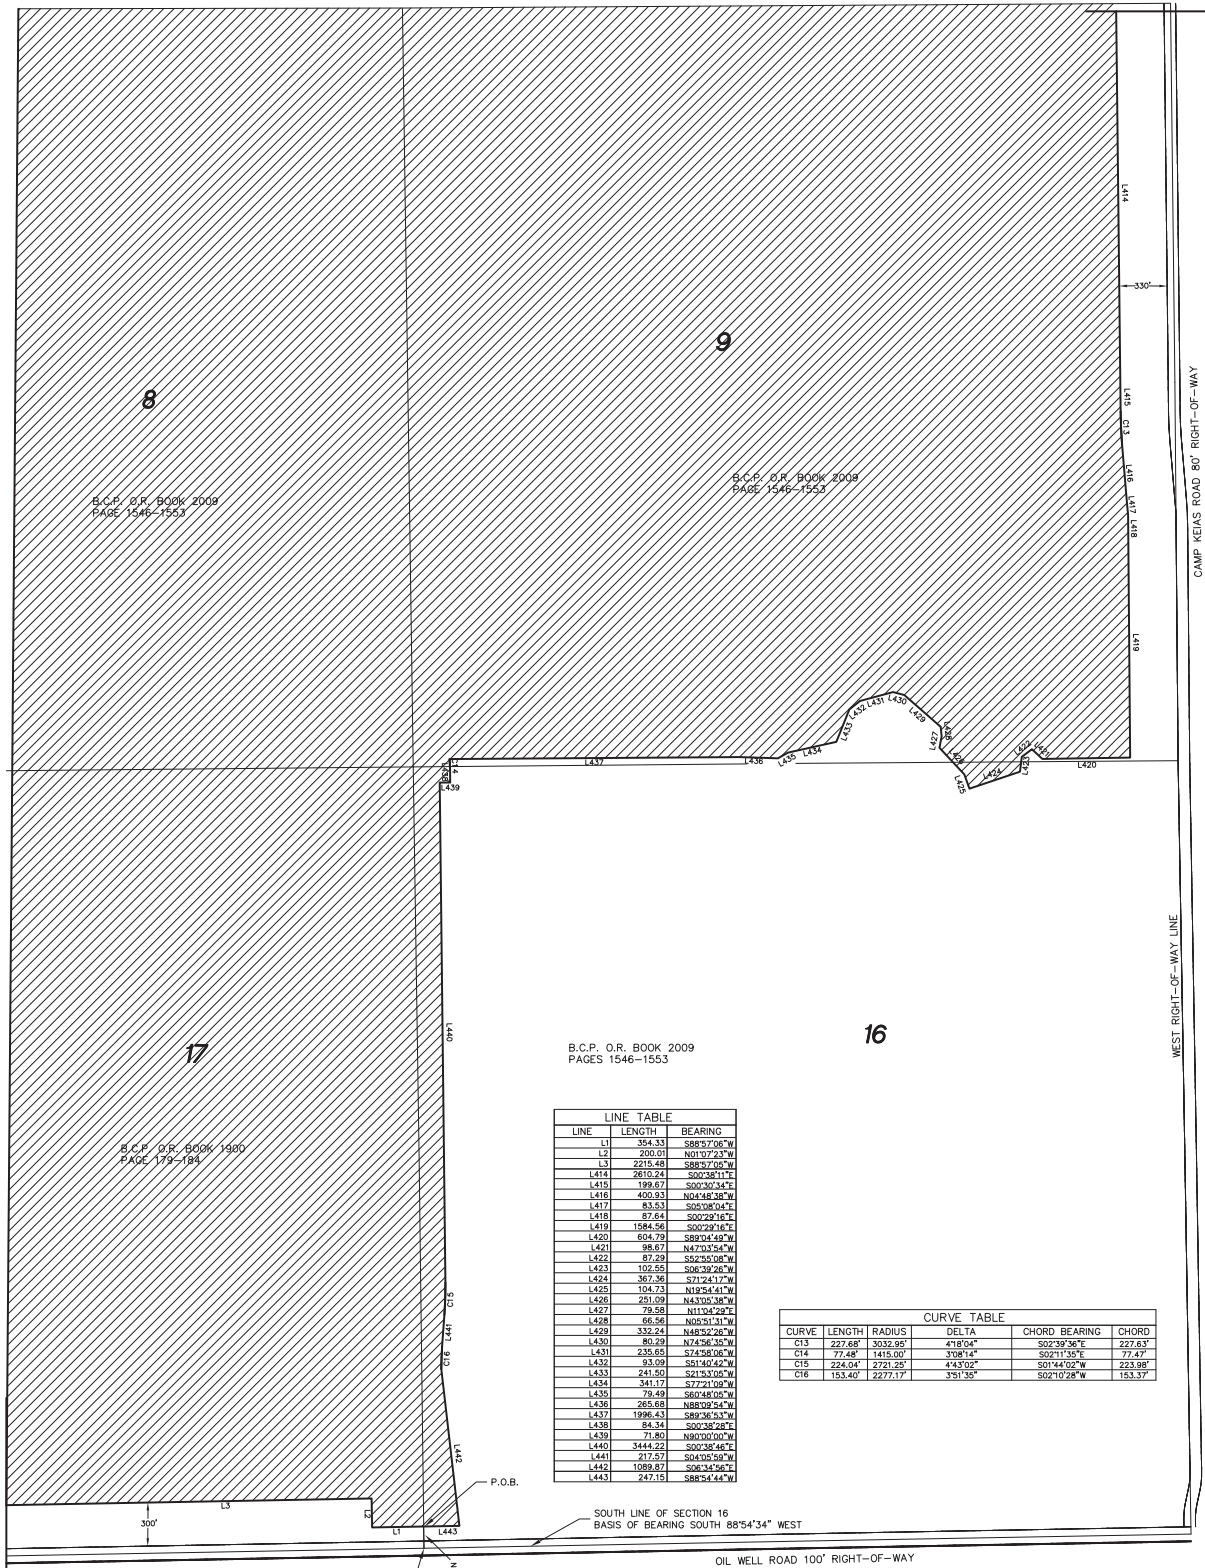 L414
330'
9
8
CAMP KEIAS ROAD 80' RIGHT-OF-WAY
L415
C13
B.C.P. O.R. BOOK 2009
PAGE 1546-1553
L416
B.C.P. O.R. BOOK 2009
PAGE 1546-1553
L417
L418
L419
L430
L431
L432
L429
L433
L428
L427
L434
L422
L421
L435
L426
L437
L436
L423
L420
C14
L438
L424
L425
L439
WEST RIGHT-OF-WAY LINE
L440
16
17
B.C.P. O.R. BOOK 2009
PAGES 1546-1553
B.C.P. O.R. BOOK 1900
PAGE 179-184
LINE TABLE
LINE LENGTH BEARING
L1 354.33 S88°57'06"W
L2 200.01 N01°07'23"W
L3 2215.48 S88°57'05"W
L414 2610.24 S00°38'11"E
L415 199.67 S00°30'34"E
L416 400.93 N04°48'38"W
L417 83.53 S05°08'04"E
L418 87.64 S00°29'16"E
L419 1584.56 S00°29'16"E
L420 604.79 S89°04'49"W
L421 98.67 N47°03'54"W
L422 87.29 S52°55'08"W
L423 102.55 S06°39'26"W
L424 367.36 S71°24'17"W
L425 104.73 N19°54'41"W
L426 251.09 N43°05'38"W
L427 79.58 N11°04'29"E
L428 66.56 N05°51'31"W
L429 332.24 N48°52'26"W
L430 80.29 N74°56'35"W
L431 235.65 S74°58'06"W
L432 93.09 S51°40'42"W
L433 241.50 S21°53'05"W
L434 341.17 S77°21'09"W
L435 79.49 S60°48'05"W
L436 265.68 N88°09'54"W
L437 1996.43 S89°36'53"W
L438 84.34 S00°38'28"E
L439 71.80 N90°00'00"W
L440 3444.22 S00°38'46"E
L441 217.57 S04°05'59"W
L442 1089.87 S06°34'56"E
L443 247.15 S88°54'44"W
CURVE TABLE
CURVE LENGTH RADIUS DELTA CHORD BEARING CHORD
C13 227.68' 3032.95' 4°18'04" S02°39'36"E 227.63'
C14 77.48' 1415.00' 3°08'14" S02°11'35"E 77.47'
C15 224.04' 2721.25' 4°43'02" S01°44'02"W 223.98'
C16 153.40' 2277.17' 3°51'35" S02°10'28"W 153.37'
C15
L441
C16
L442
P.O.B.
L3
L2
300'
L1
L443
SOUTH LINE OF SECTION 16
BASIS OF BEARING SOUTH 88°54'34" WEST
N
OIL WELL ROAD 100' RIGHT-OF-WAY